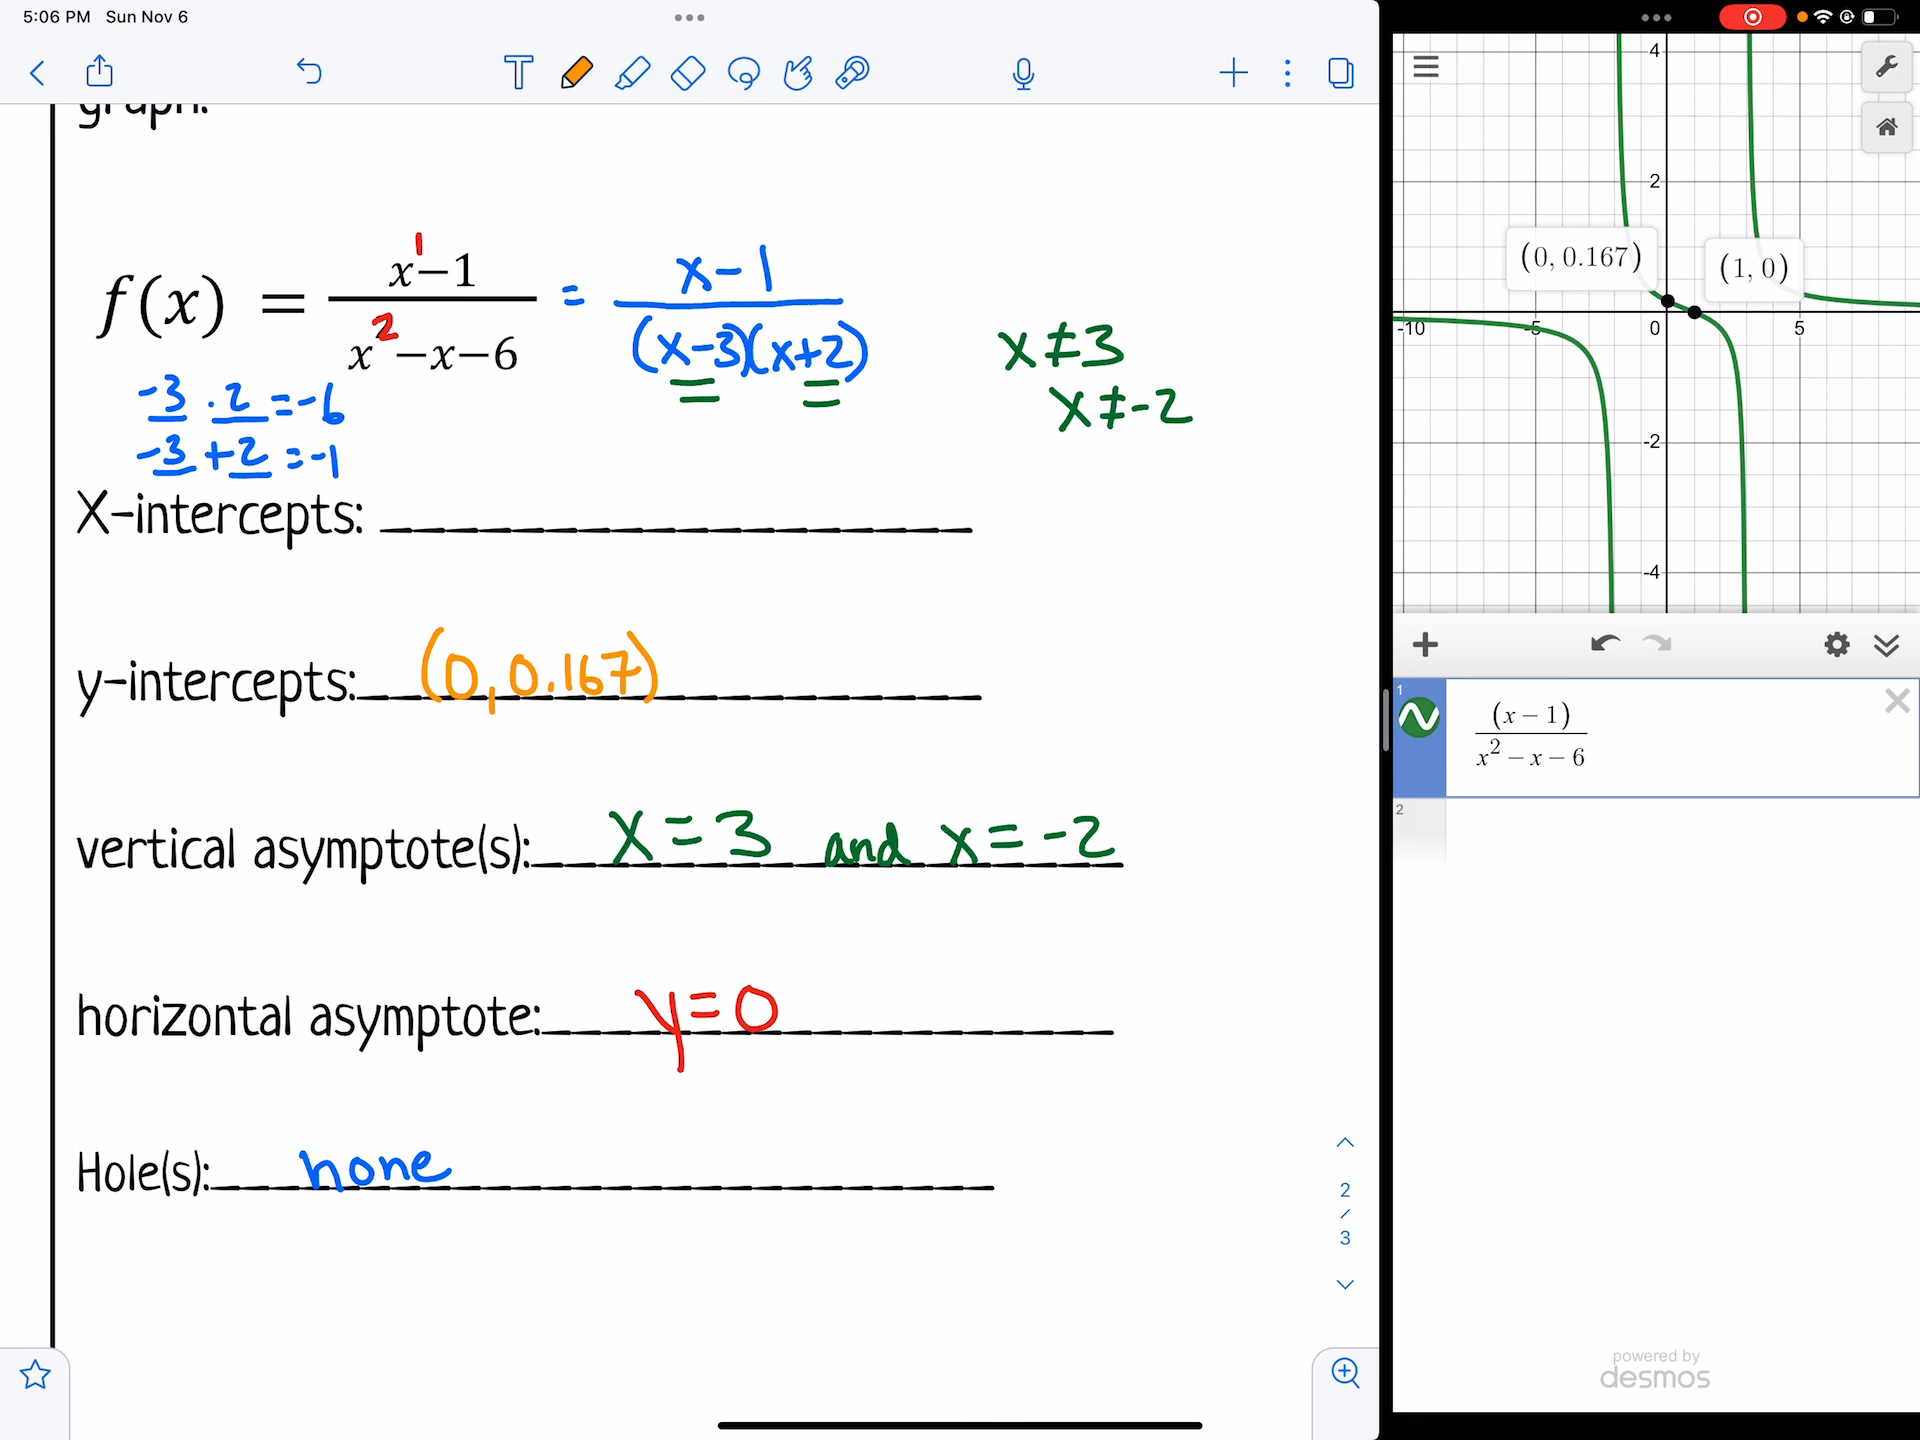 5:06 PM Sun Nov 6
graph.
f(x) = x¹-1 / x²-x-6 = x-1 / (x-3)(x+2)
x≠3
x≠-2
-3 · 2 = -6
-3 + 2 = -1
X-intercepts:
y-intercepts: (0, 0.167)
vertical asymptote(s): x = 3 and x = -2
horizontal asymptote: y = 0
Hole(s): none
2
/
3
4
2
(0, 0.167)
(1, 0)
-10 -5 0 5
-2
-4
1
(x-1) / x²-x-6
2
powered by
desmos